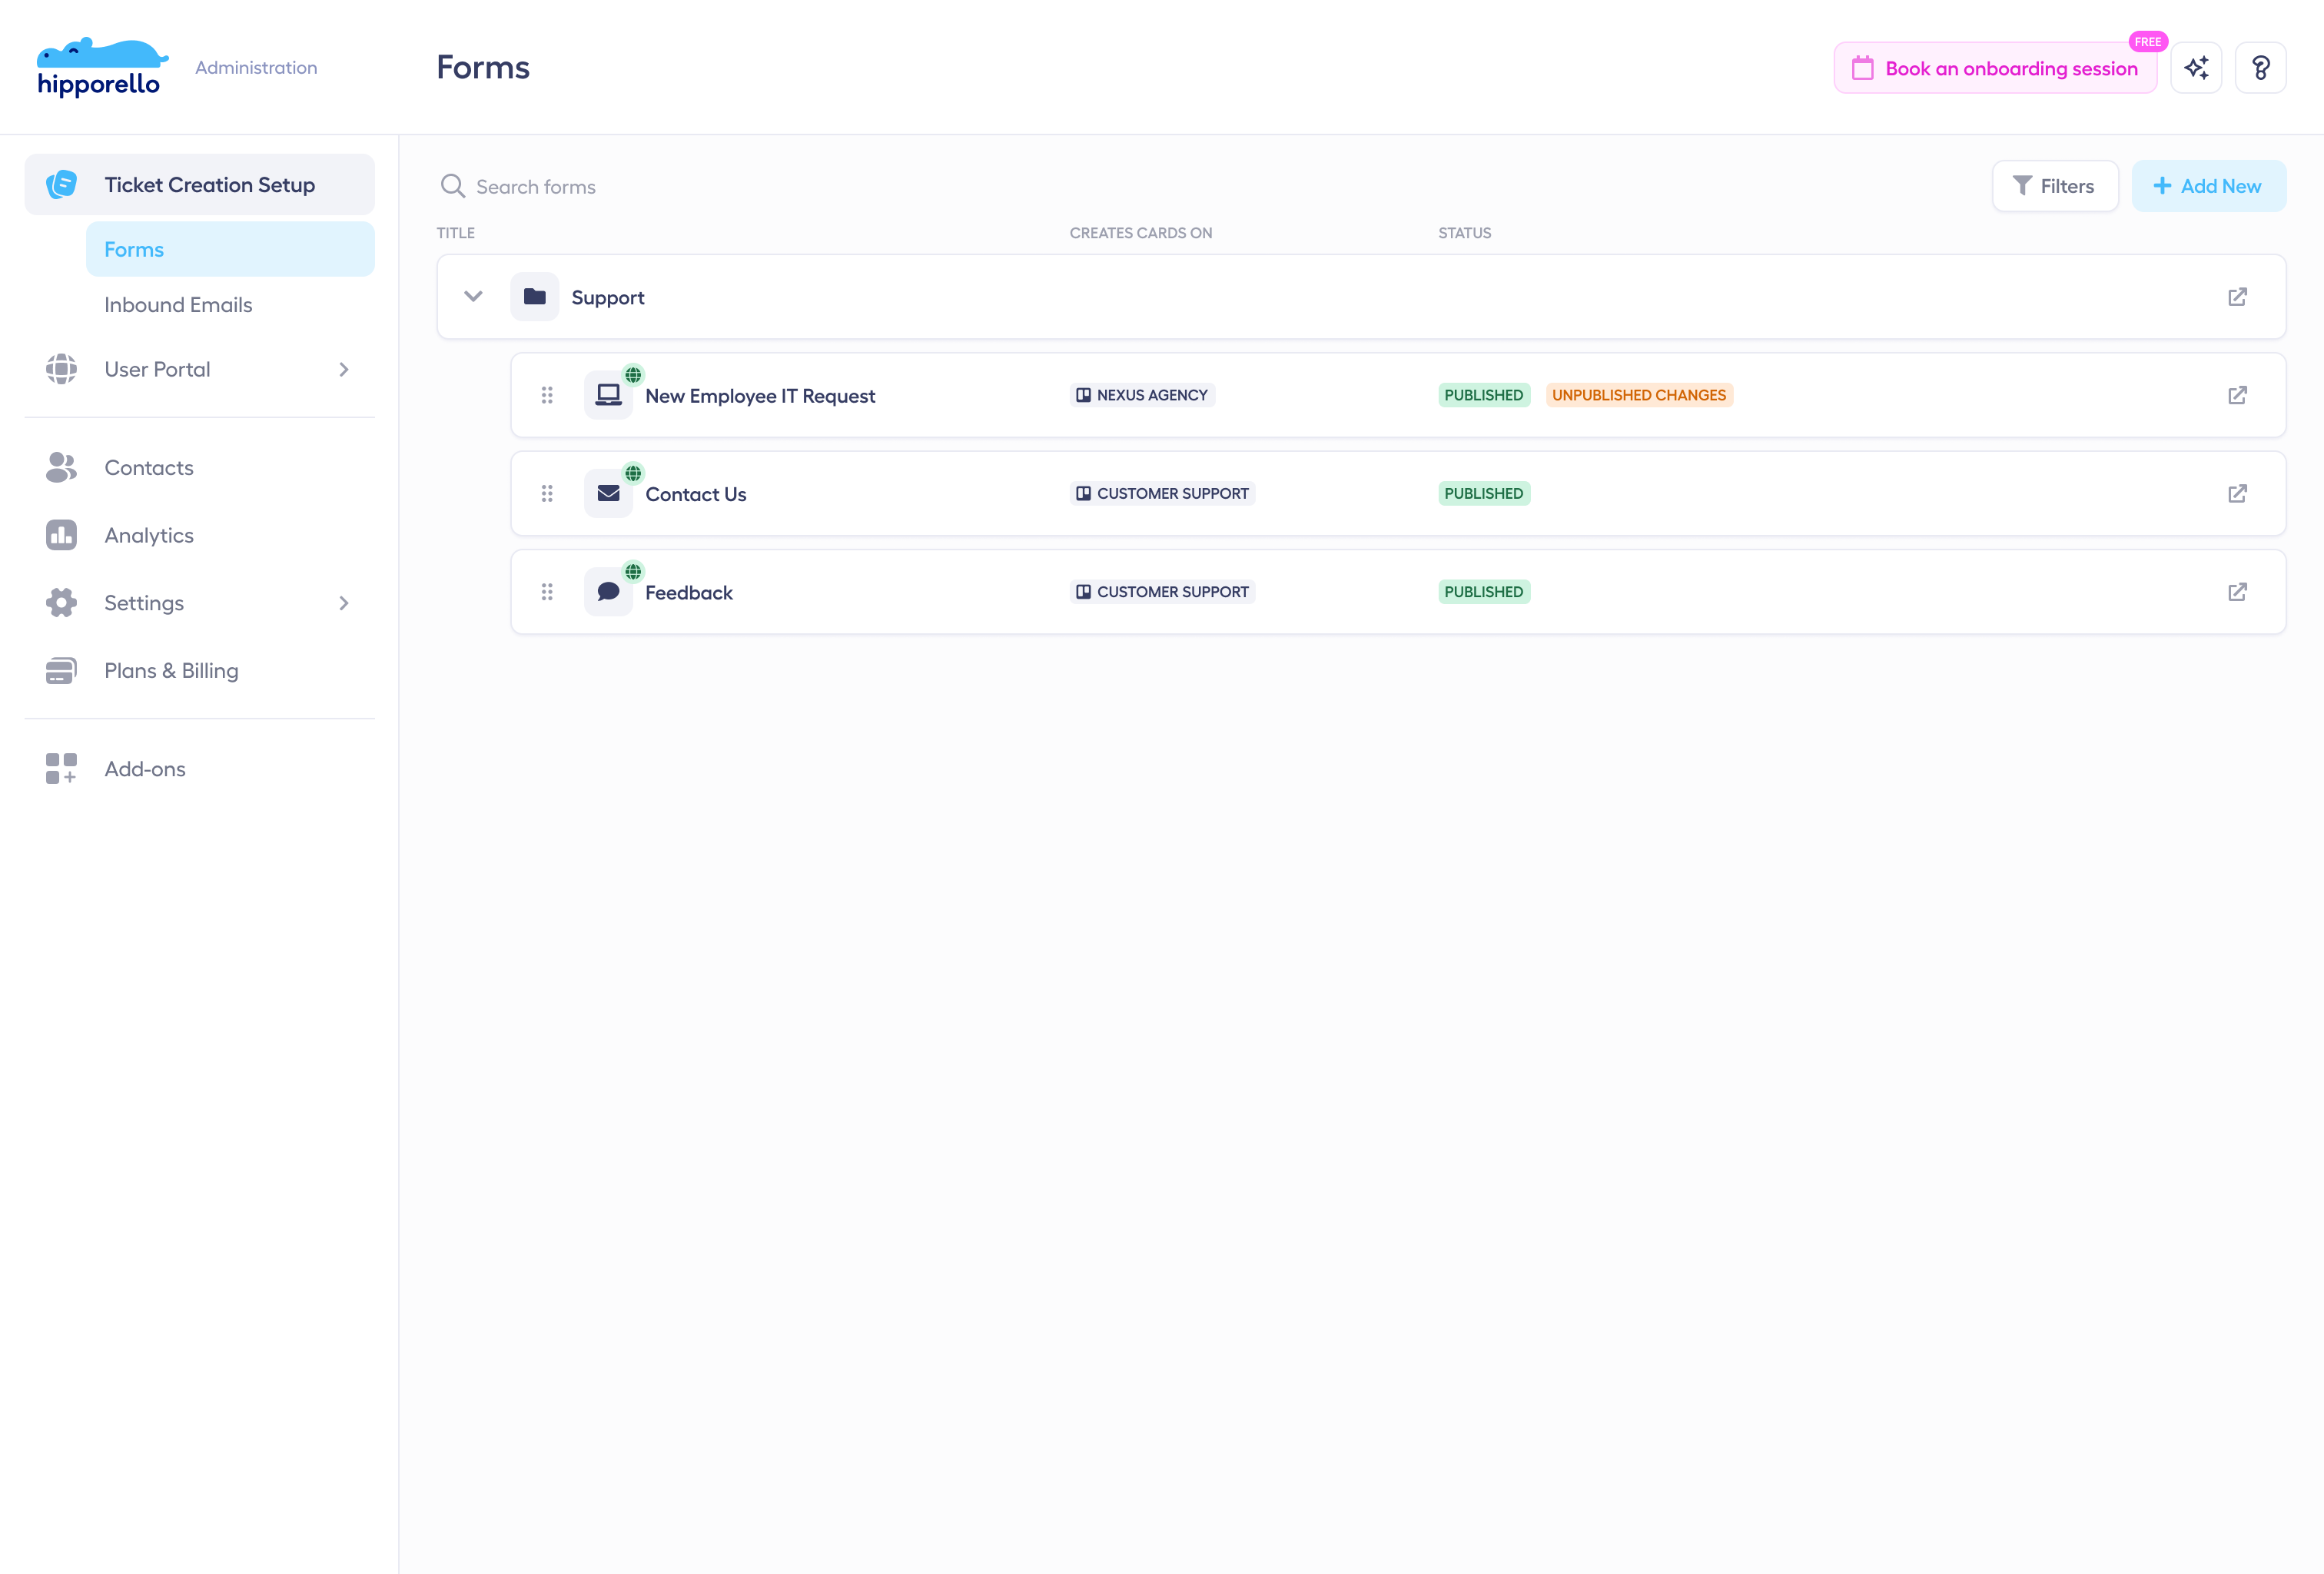 hipporello
Administration
Forms
Book an onboarding session
FREE
Ticket Creation Setup
Forms
Inbound Emails
User Portal
Contacts
Analytics
Settings
Plans & Billing
Add-ons
Search forms
Filters
Add New
TITLE CREATES CARDS ON STATUS
Support
New Employee IT Request NEXUS AGENCY PUBLISHED UNPUBLISHED CHANGES
Contact Us CUSTOMER SUPPORT PUBLISHED
Feedback CUSTOMER SUPPORT PUBLISHED